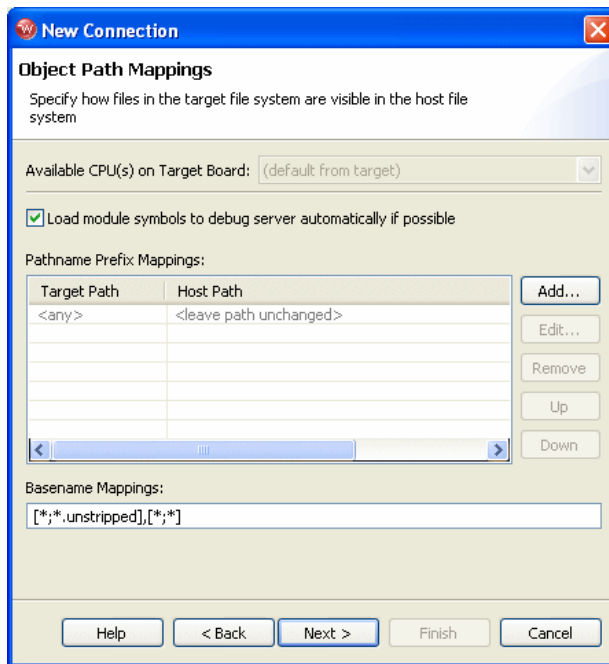 New Connection
Object Path Mappings
Specify how files in the target file system are visible in the host file
system
Available CPU(s) on Target Board: (default from target)
Load module symbols to debug server automatically if possible
Pathname Prefix Mappings:
Target Path Host Path
<any> <leave path unchanged>
Add...
Edit...
Remove
Up
Down
Basename Mappings:
[*;*.unstripped],[*;*]
Help < Back Next > Finish Cancel